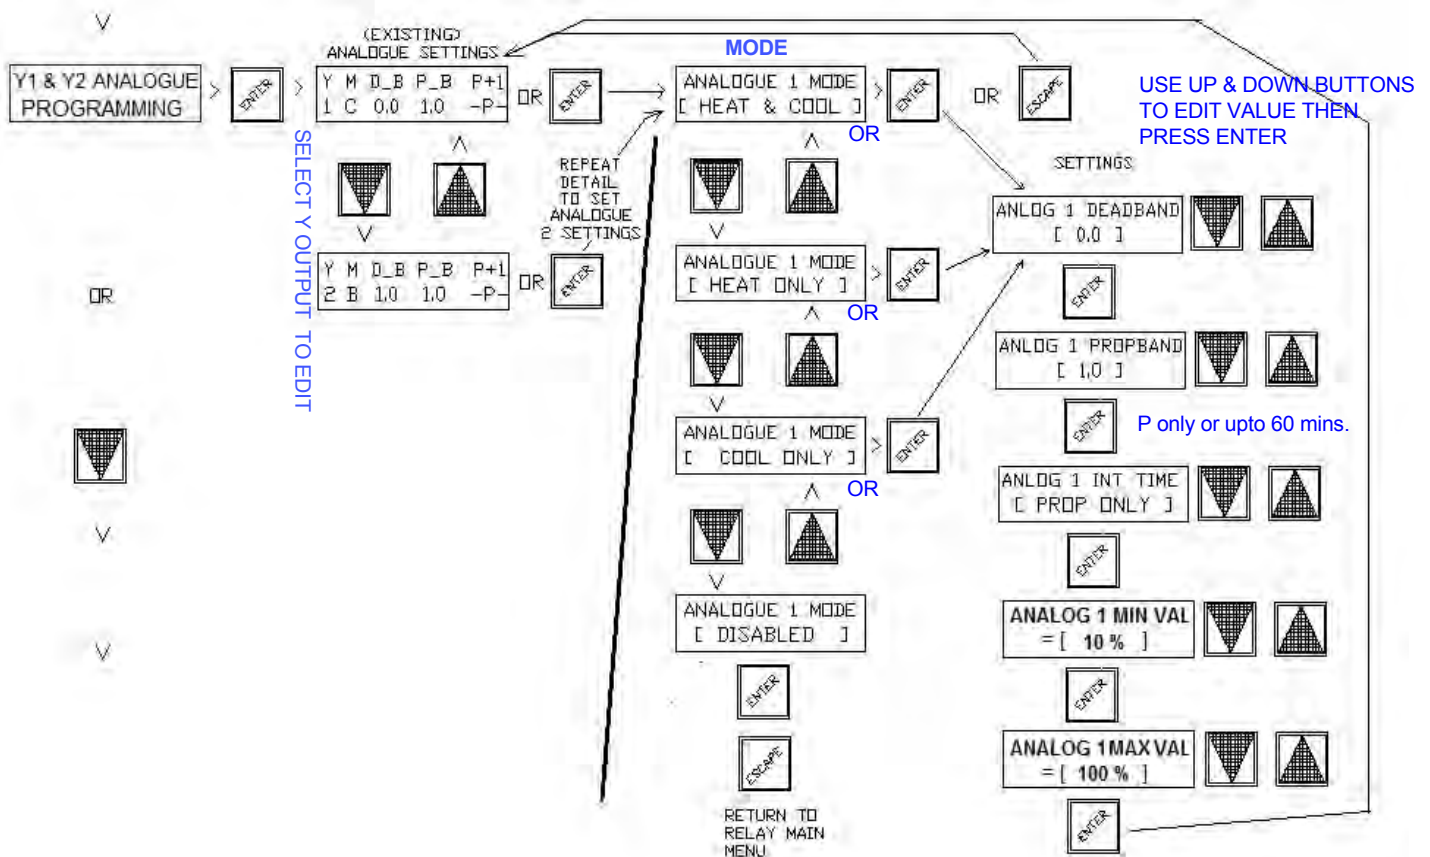 Y1 & Y2 ANALOGUE
PROGRAMMING
>
ENTER
>
(EXISTING)
ANALOGUE SETTINGS
Y M D_B P_B P+I
1 C 0.0 1.0 -P-
OR
ENTER
SELECT Y OUTPUT TO EDIT
Y M D_B P_B P+I
2 B 1.0 1.0 -P-
OR
ENTER
REPEAT
DETAIL
TO SET
ANALOGUE
2 SETTINGS
OR
MODE
ANALOGUE 1 MODE
[ HEAT & COOL ]
>
ENTER
OR
ESCAPE
OR
ANALOGUE 1 MODE
[ HEAT ONLY ]
>
ENTER
OR
ANALOGUE 1 MODE
[ COOL ONLY ]
>
ENTER
OR
ANALOGUE 1 MODE
[ DISABLED ]
ENTER
ESCAPE
RETURN TO
RELAY MAIN
MENU
USE UP & DOWN BUTTONS
TO EDIT VALUE THEN
PRESS ENTER
SETTINGS
ANLOG 1 DEADBAND
[ 0.0 ]
ENTER
ANLOG 1 PROPBAND
[ 1.0 ]
ENTER
P only or upto 60 mins.
ANLOG 1 INT TIME
[ PROP ONLY ]
ENTER
ANALOG 1 MIN VAL
=[ 10 % ]
ENTER
ANALOG 1MAX VAL
=[ 100 % ]
ENTER